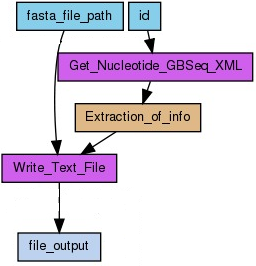 fasta_file_path
id
Get_Nucleotide_GBSeq_XML
Extraction_of_info
Write_Text_File
file_output